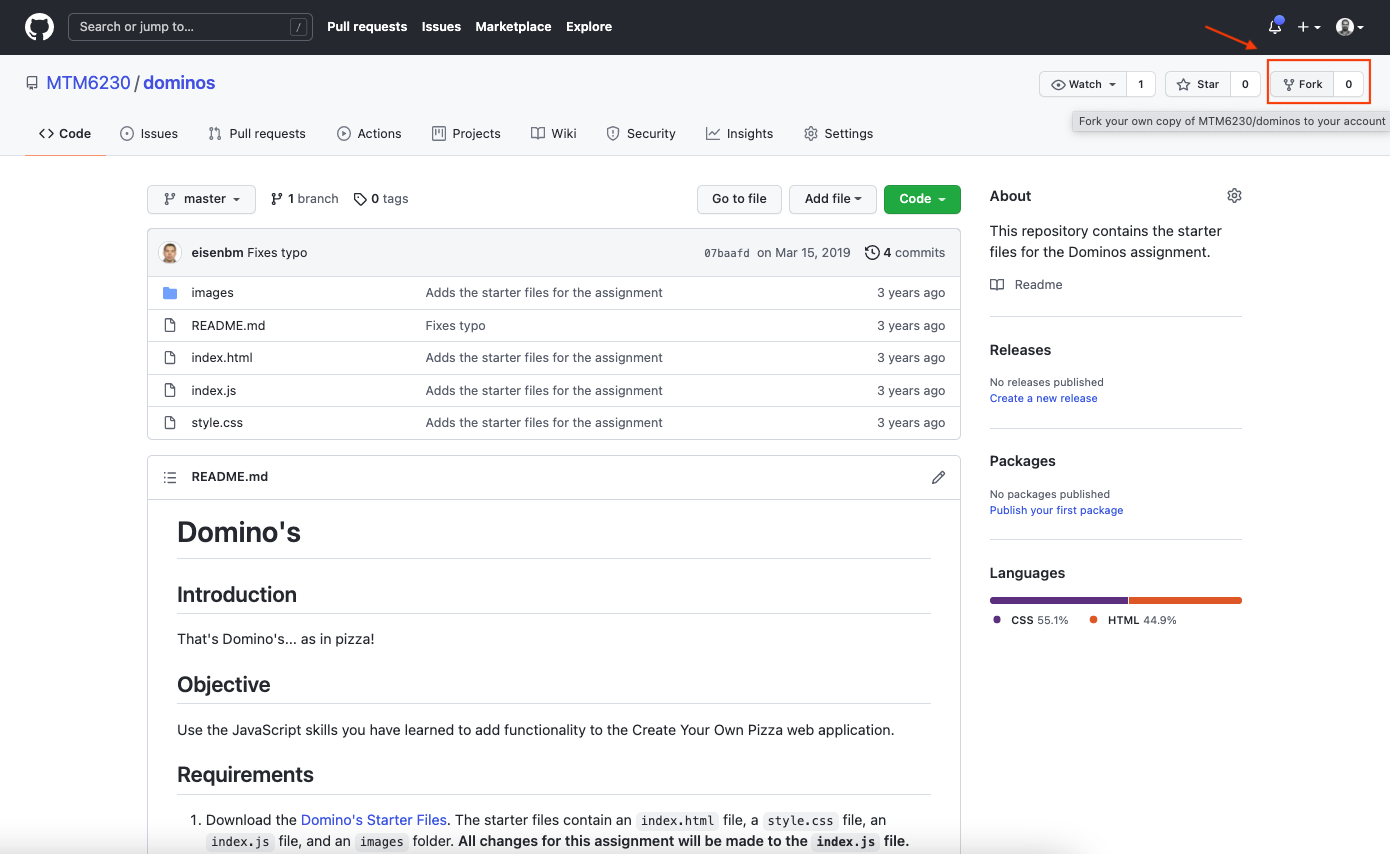 Search or jump to... / Pull requests Issues Marketplace Explore
MTM6230 / dominos Watch 1 Star 0 Fork 0
Fork your own copy of MTM6230/dominos to your account
Code Issues Pull requests Actions Projects Wiki Security Insights Settings
master 1 branch 0 tags Go to file Add file Code
eisenbm Fixes typo 07baafd on Mar 15, 2019 4 commits
images Adds the starter files for the assignment 3 years ago
README.md Fixes typo 3 years ago
index.html Adds the starter files for the assignment 3 years ago
index.js Adds the starter files for the assignment 3 years ago
style.css Adds the starter files for the assignment 3 years ago
README.md
Domino's
Introduction
That's Domino's... as in pizza!
Objective
Use the JavaScript skills you have learned to add functionality to the Create Your Own Pizza web application.
Requirements
1. Download the Domino's Starter Files. The starter files contain an index.html file, a style.css file, an
index.js file, and an images folder. All changes for this assignment will be made to the index.js file.
About
This repository contains the starter
files for the Dominos assignment.
Readme
Releases
No releases published
Create a new release
Packages
No packages published
Publish your first package
Languages
CSS 55.1% HTML 44.9%